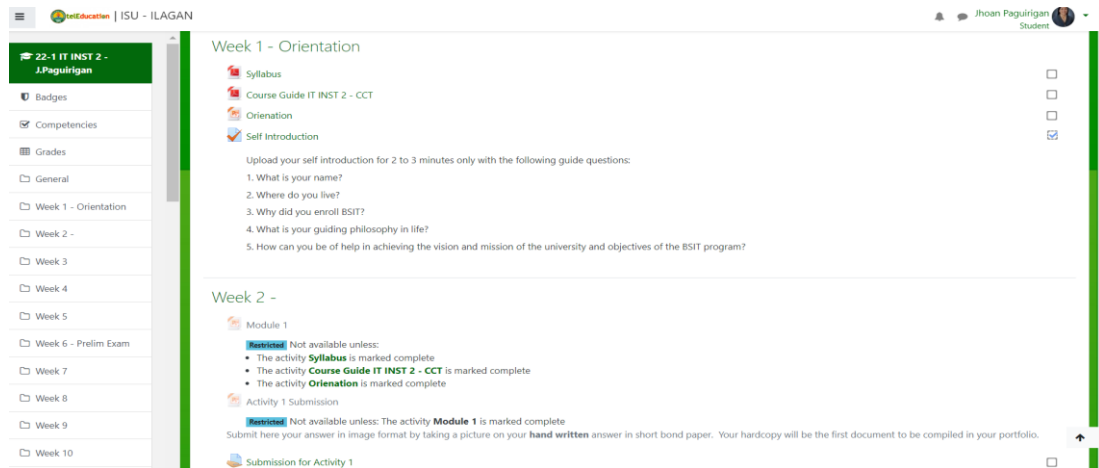 telEducation | ISU - ILAGAN
Jhoan Paguirigan
Student
22-1 IT INST 2 -
J.Paguirigan
Badges
Competencies
Grades
General
Week 1 - Orientation
Week 2 -
Week 3
Week 4
Week 5
Week 6 - Prelim Exam
Week 7
Week 8
Week 9
Week 10
Week 1 - Orientation
Syllabus
Course Guide IT INST 2 - CCT
Orienation
Self Introduction
Upload your self introduction for 2 to 3 minutes only with the following guide questions:
1. What is your name?
2. Where do you live?
3. Why did you enroll BSIT?
4. What is your guiding philosophy in life?
5. How can you be of help in achieving the vision and mission of the university and objectives of the BSIT program?
Week 2 -
Module 1
Restricted Not available unless:
• The activity Syllabus is marked complete
• The activity Course Guide IT INST 2 - CCT is marked complete
• The activity Orienation is marked complete
Activity 1 Submission
Restricted Not available unless: The activity Module 1 is marked complete
Submit here your answer in image format by taking a picture on your hand written answer in short bond paper. Your hardcopy will be the first document to be compiled in your portfolio.
Submission for Activity 1